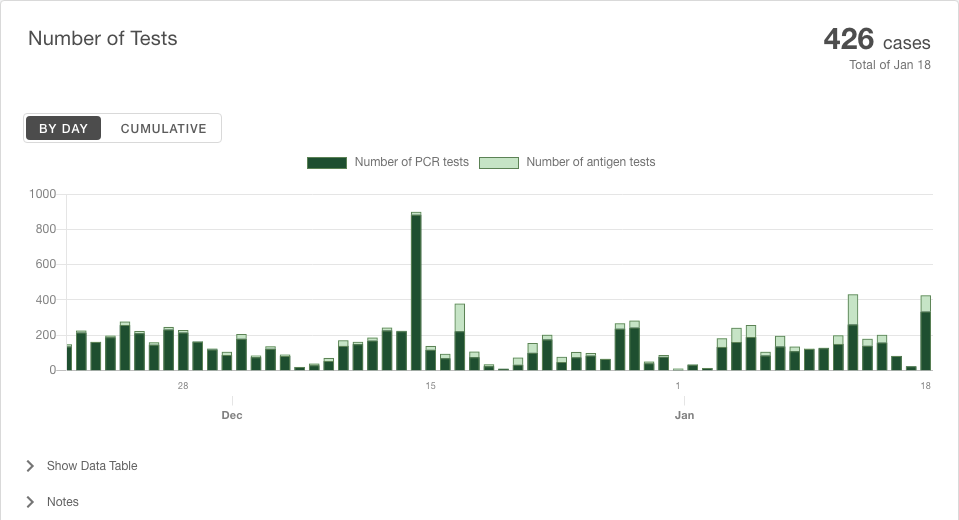 Number of Tests
426 cases
Total of Jan 18
BY DAY CUMULATIVE
Number of PCR tests Number of antigen tests
1000
800
600
400
200
0
28 15 1 18
Dec Jan
Show Data Table
Notes